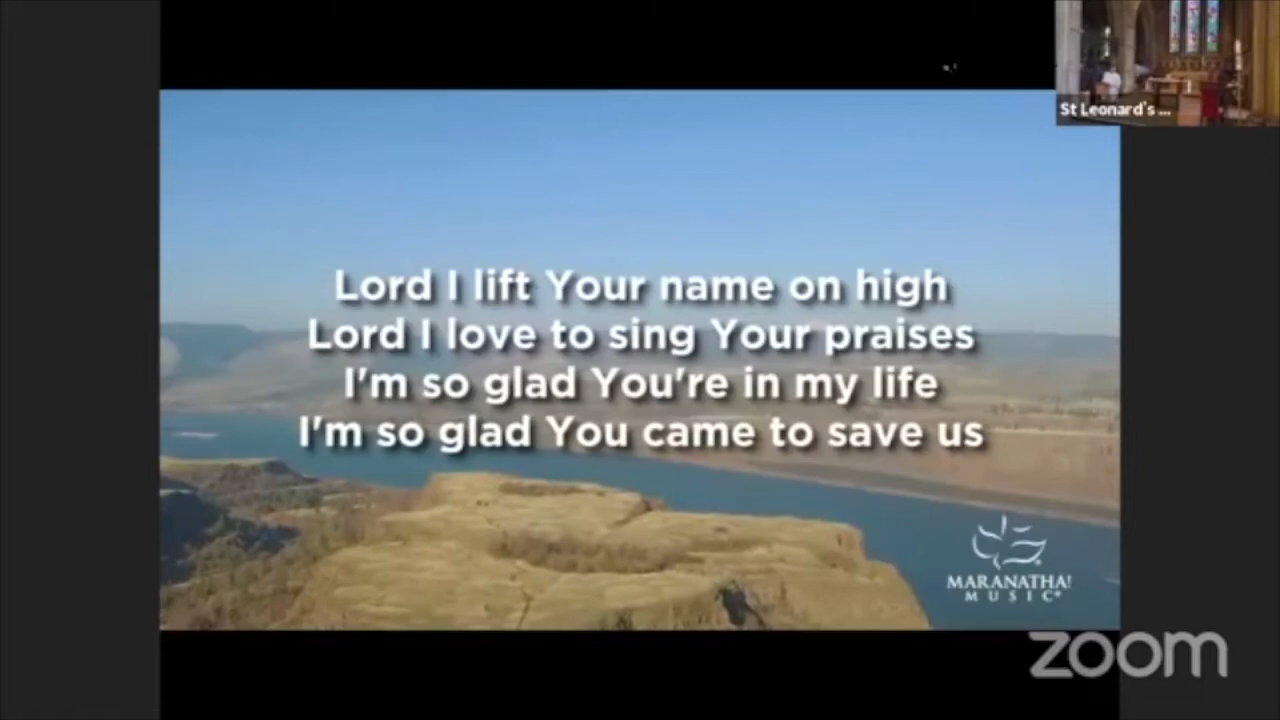 St Leonard's ...
Lord I lift Your name on high
Lord I love to sing Your praises
I'm so glad You're in my life
I'm so glad You came to save us
MARANATHA!
MUSIC®
zoom